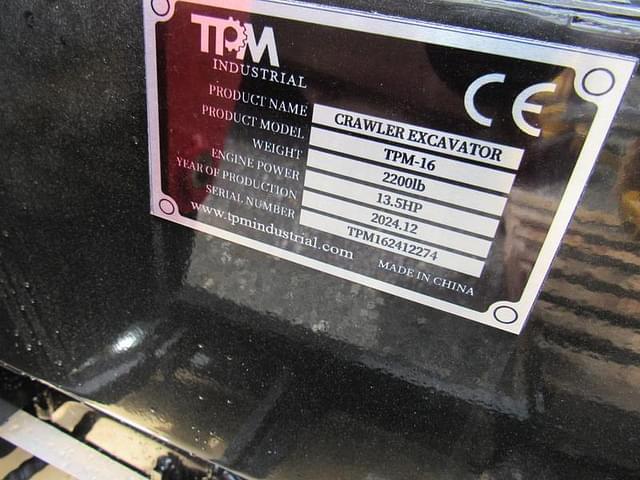 TPM
INDUSTRIAL
CE
PRODUCT NAME CRAWLER EXCAVATOR
PRODUCT MODEL TPM-16
WEIGHT 2200lb
ENGINE POWER 13.5HP
YEAR OF PRODUCTION 2024.12
SERIAL NUMBER TPM162412274
www.tpmindustrial.com
MADE IN CHINA